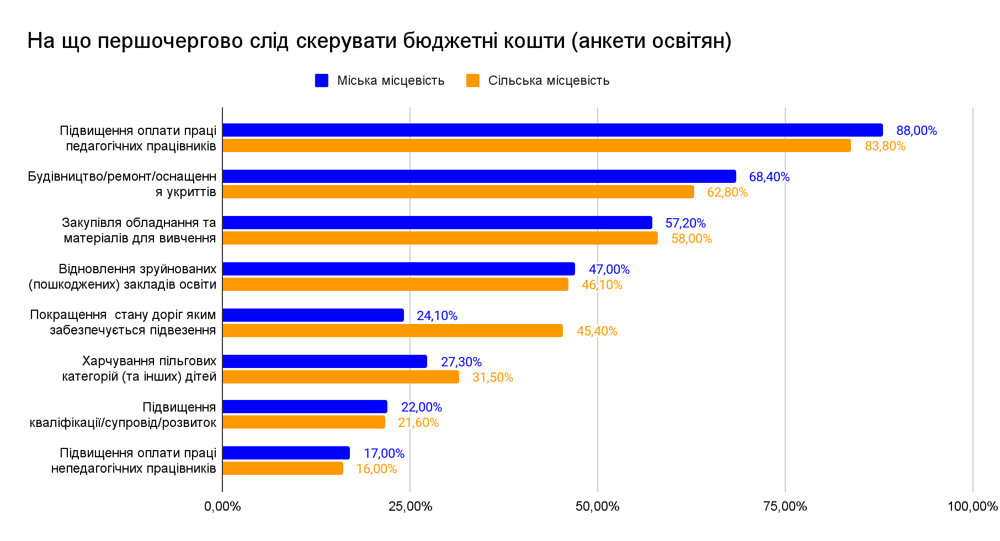 На що першочергово слід скерувати бюджетні кошти (анкети освітян)
Міська місцевість
Сільська місцевість
Підвищення оплати праці
педагогічних працівників
88,00%
83,80%
Будівництво/ремонт/оснащенн
я укриттів
68,40%
62,80%
Закупівля обладнання та
матеріалів для вивчення
57,20%
58,00%
Відновлення зруйнованих
(пошкоджених) закладів освіти
47,00%
46,10%
Покращення  стану доріг яким
забезпечується підвезення
24,10%
45,40%
Харчування пільгових
категорій (та інших) дітей
27,30%
31,50%
Підвищення
кваліфікації/супровід/розвиток
22,00%
21,60%
Підвищення оплати праці
непедагогічних працівників
17,00%
16,00%
0,00%
25,00%
50,00%
75,00%
100,00%